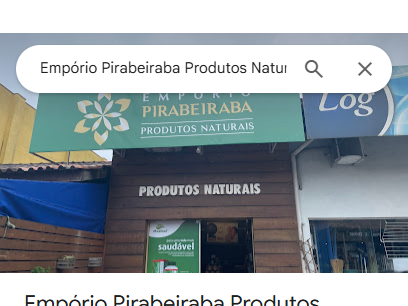 Empório Pirabeiraba Produtos Natur
EMPÓRIO
PIRABEIRABA
PRODUTOS NATURAIS
Log
PRODUTOS NATURAIS
saudável
Empório Pirabeiraba Produtos